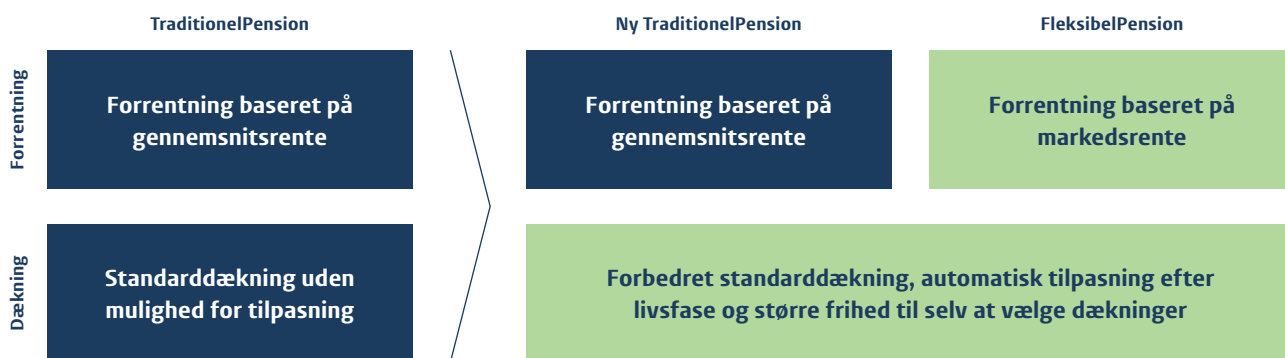 TraditionelPension
Ny TraditionelPension
FleksibelPension
Forrentning
Forrentning baseret på
gennemsnitsrente
Forrentning baseret på
gennemsnitsrente
Forrentning baseret på
markedsrente
Dækning
Standarddækning uden
mulighed for tilpasning
Forbedret standarddækning, automatisk tilpasning efter
livsfase og større frihed til selv at vælge dækninger